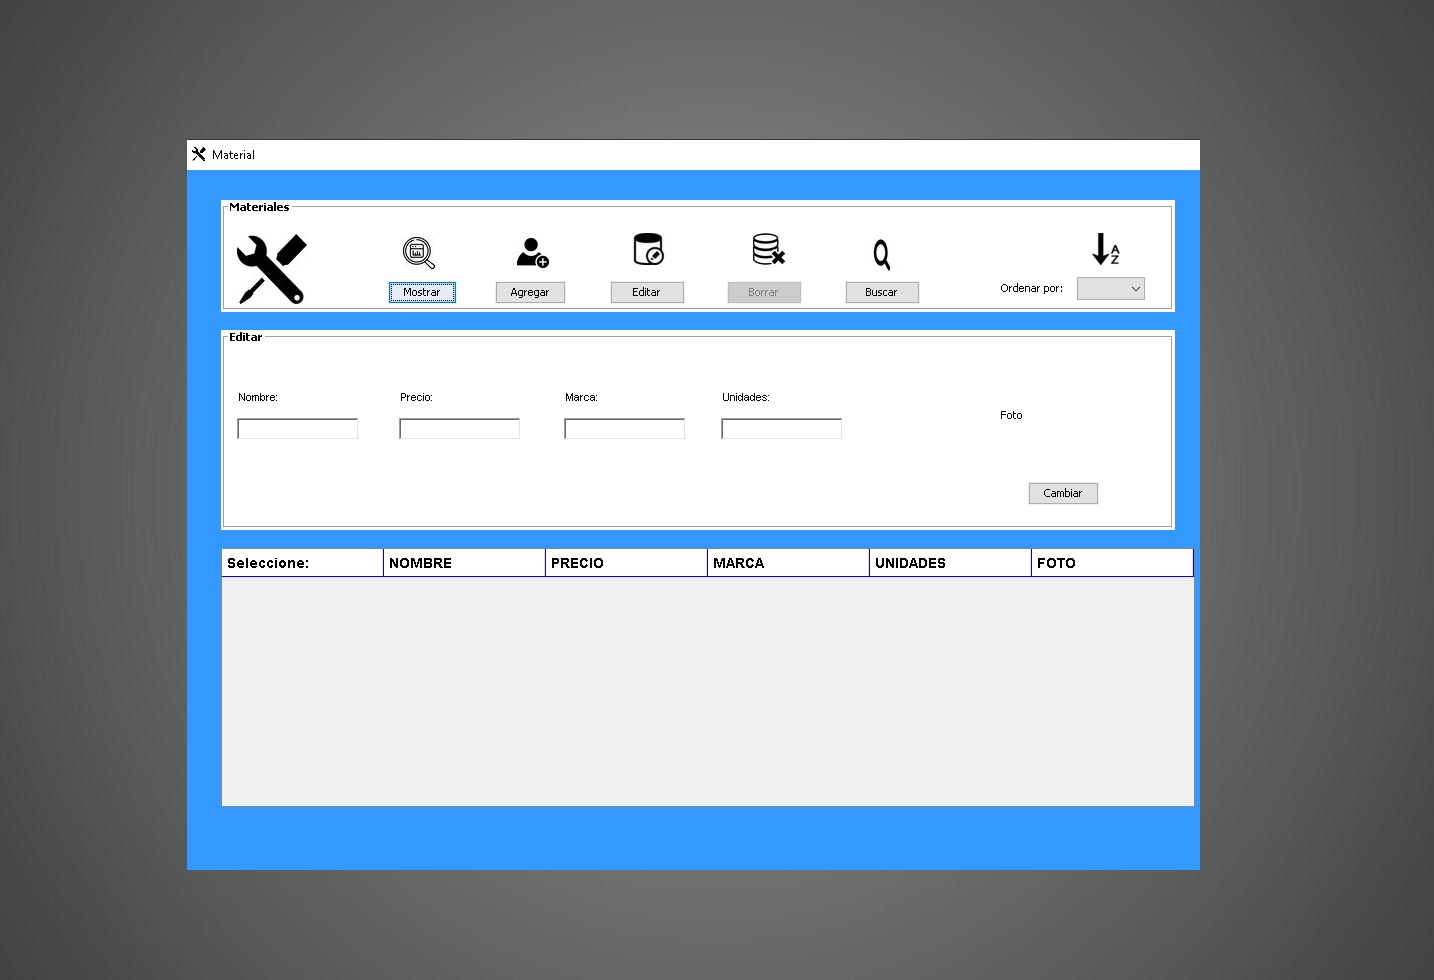 Material
Materiales
A
Z
Mostrar
Agregar
Editar
Borrar
Buscar
Ordenar por:
Editar
Nombre:
Precio:
Marca:
Unidades:
Foto
Cambiar
Seleccione: NOMBRE PRECIO MARCA UNIDADES FOTO